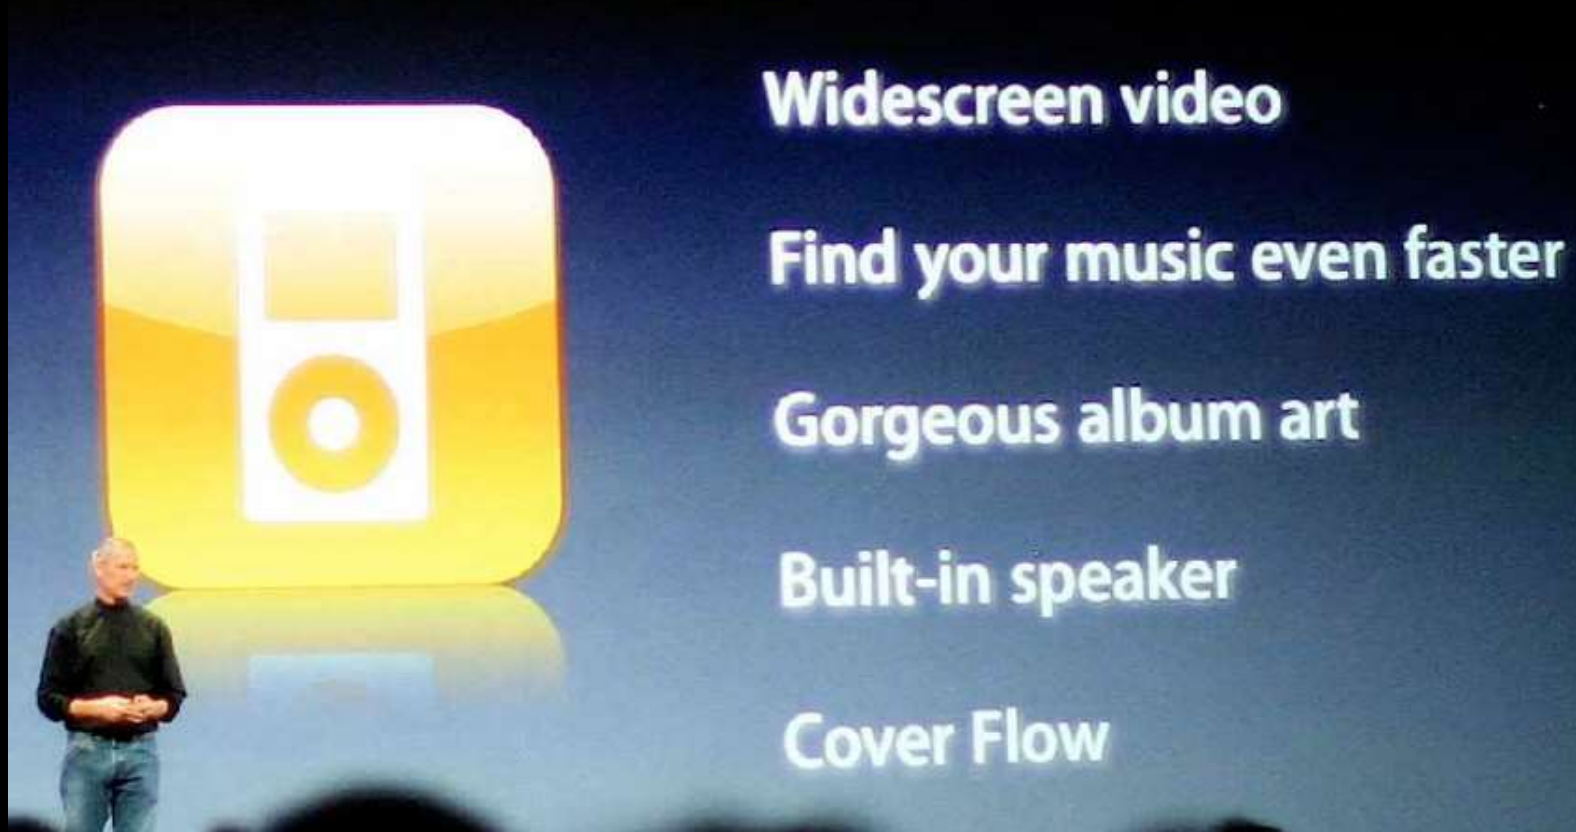 Widescreen video
Find your music even faster
Gorgeous album art
Built-in speaker
Cover Flow